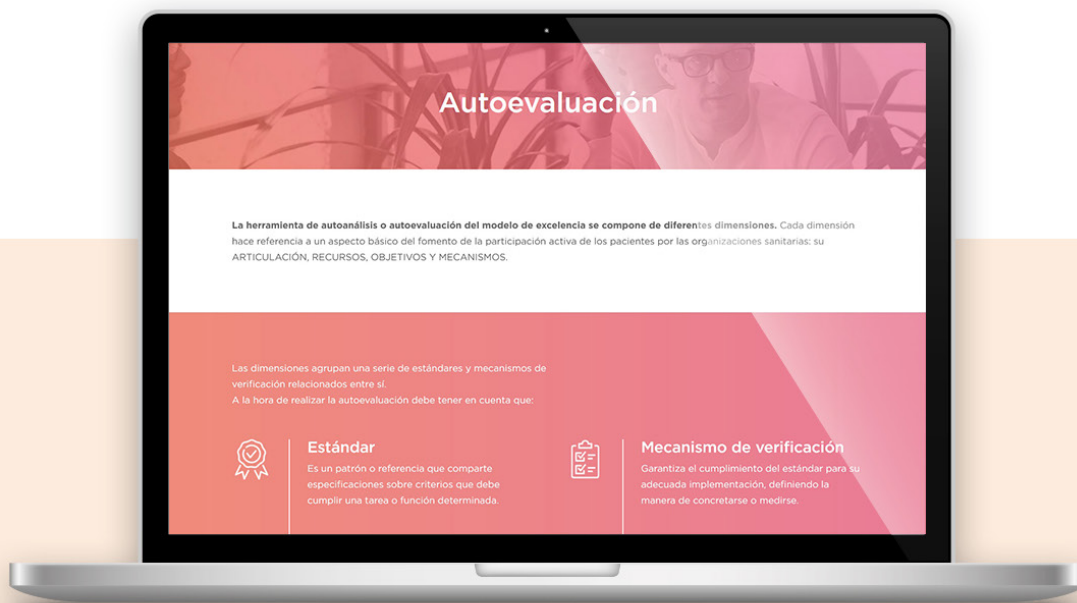 Autoevaluación
La herramienta de autoanálisis o autoevaluación del modelo de excelencia se compone de diferentes dimensiones. Cada dimensión
hace referencia a un aspecto básico del fomento de la participación activa de los pacientes por las organizaciones sanitarias: su
ARTICULACIÓN, RECURSOS, OBJETIVOS Y MECANISMOS.
Las dimensiones agrupan una serie de estándares y mecanismos de
verificación relacionados entre sí.
A la hora de realizar la autoevaluación debe tener en cuenta que:
Estándar
Es un patrón o referencia que comparte
especificaciones sobre criterios que debe
cumplir una tarea o función determinada.
Mecanismo de verificación
Garantiza el cumplimiento del estándar para su
adecuada implementación, definiendo la
manera de concretarse o medirse.